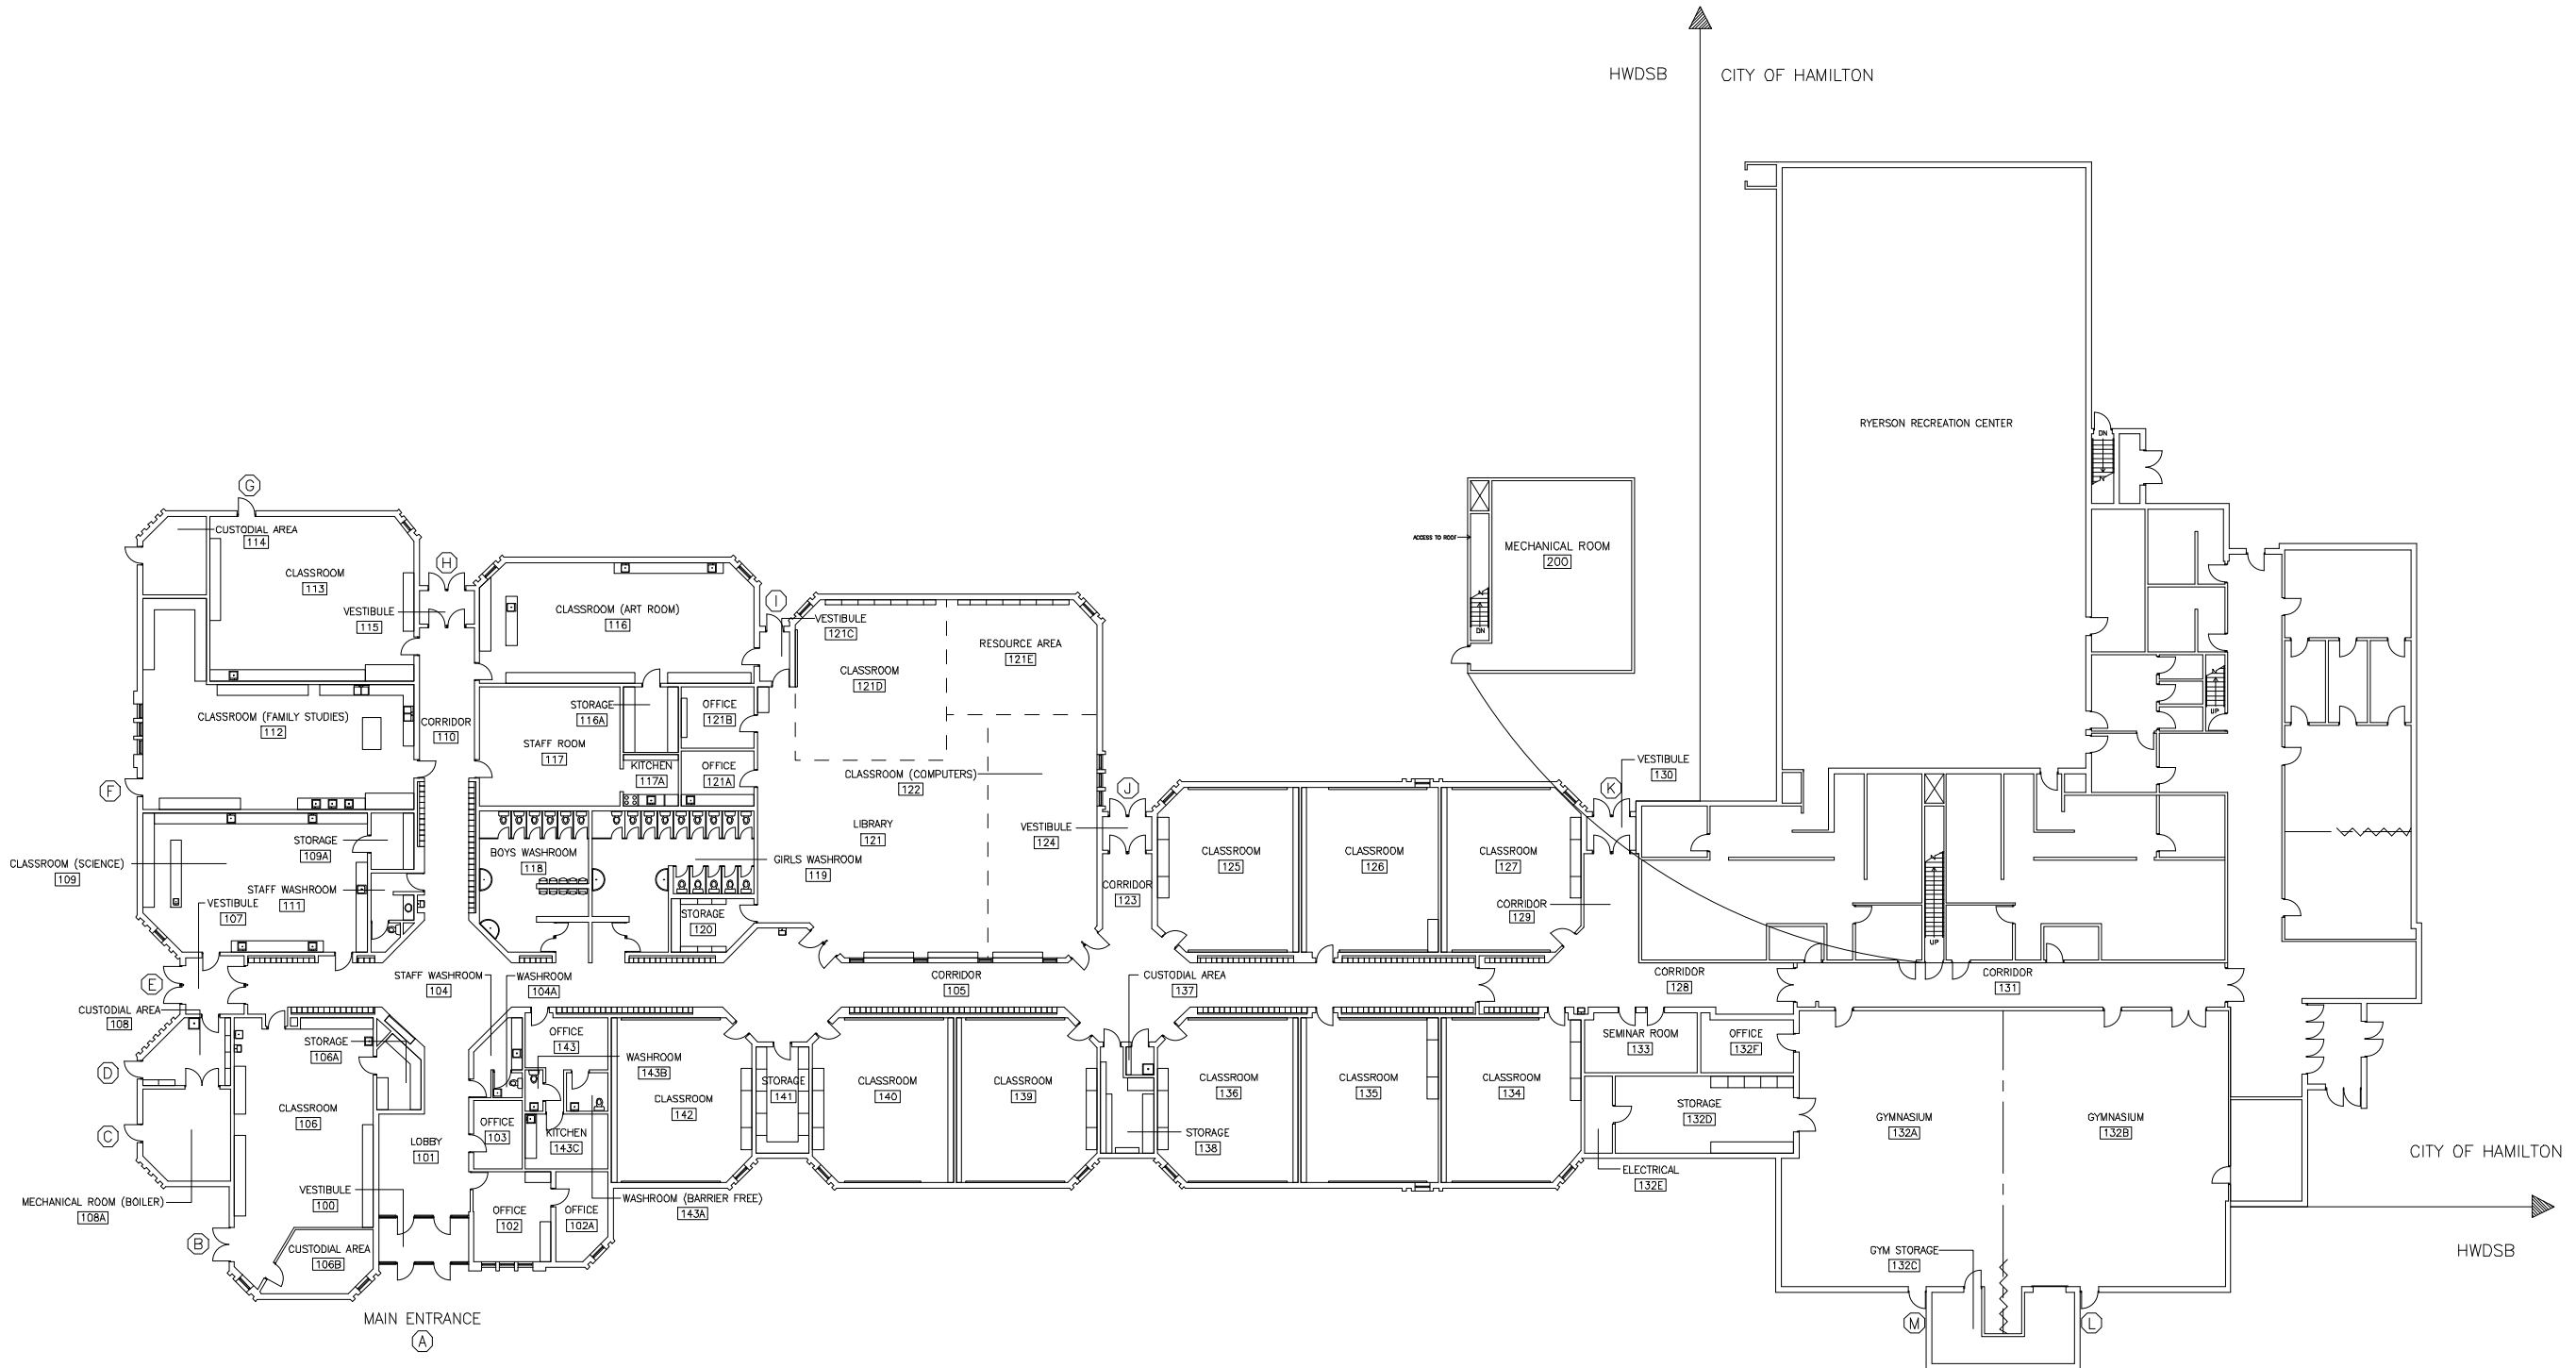 HWDSB
CITY OF HAMILTON
RYERSON RECREATION CENTER
DN
G
CUSTODIAL AREA
114
CLASSROOM
113
H
VESTIBULE
115
CLASSROOM (ART ROOM)
116
I
VESTIBULE
121C
CLASSROOM
121D
RESOURCE AREA
121E
ACCESS TO ROOF
MECHANICAL ROOM
200
DN
CLASSROOM (FAMILY STUDIES)
112
CORRIDOR
110
STORAGE
116A
OFFICE
121B
STAFF ROOM
117
KITCHEN
117A
OFFICE
121A
CLASSROOM (COMPUTERS)
122
UP
VESTIBULE
130
F
J
K
LIBRARY
121
VESTIBULE
124
STORAGE
109A
CLASSROOM (SCIENCE)
109
BOYS WASHROOM
118
GIRLS WASHROOM
119
CLASSROOM
125
CLASSROOM
126
CLASSROOM
127
STAFF WASHROOM
111
VESTIBULE
107
CORRIDOR
123
CORRIDOR
129
STORAGE
120
UP
E
STAFF WASHROOM
104
WASHROOM
104A
CORRIDOR
105
CUSTODIAL AREA
137
CORRIDOR
128
CORRIDOR
131
CUSTODIAL AREA
108
STORAGE
106A
OFFICE
143
SEMINAR ROOM
133
OFFICE
132F
D
WASHROOM
143B
CLASSROOM
142
STORAGE
141
CLASSROOM
140
CLASSROOM
139
CLASSROOM
136
CLASSROOM
135
CLASSROOM
134
CLASSROOM
106
STORAGE
132D
GYMNASIUM
132A
GYMNASIUM
132B
C
LOBBY
101
OFFICE
103
KITCHEN
143C
STORAGE
138
CITY OF HAMILTON
ELECTRICAL
132E
MECHANICAL ROOM (BOILER)
108A
VESTIBULE
100
WASHROOM (BARRIER FREE)
143A
OFFICE
102
OFFICE
102A
B
CUSTODIAL AREA
106B
GYM STORAGE
132C
HWDSB
MAIN ENTRANCE
A
M
L